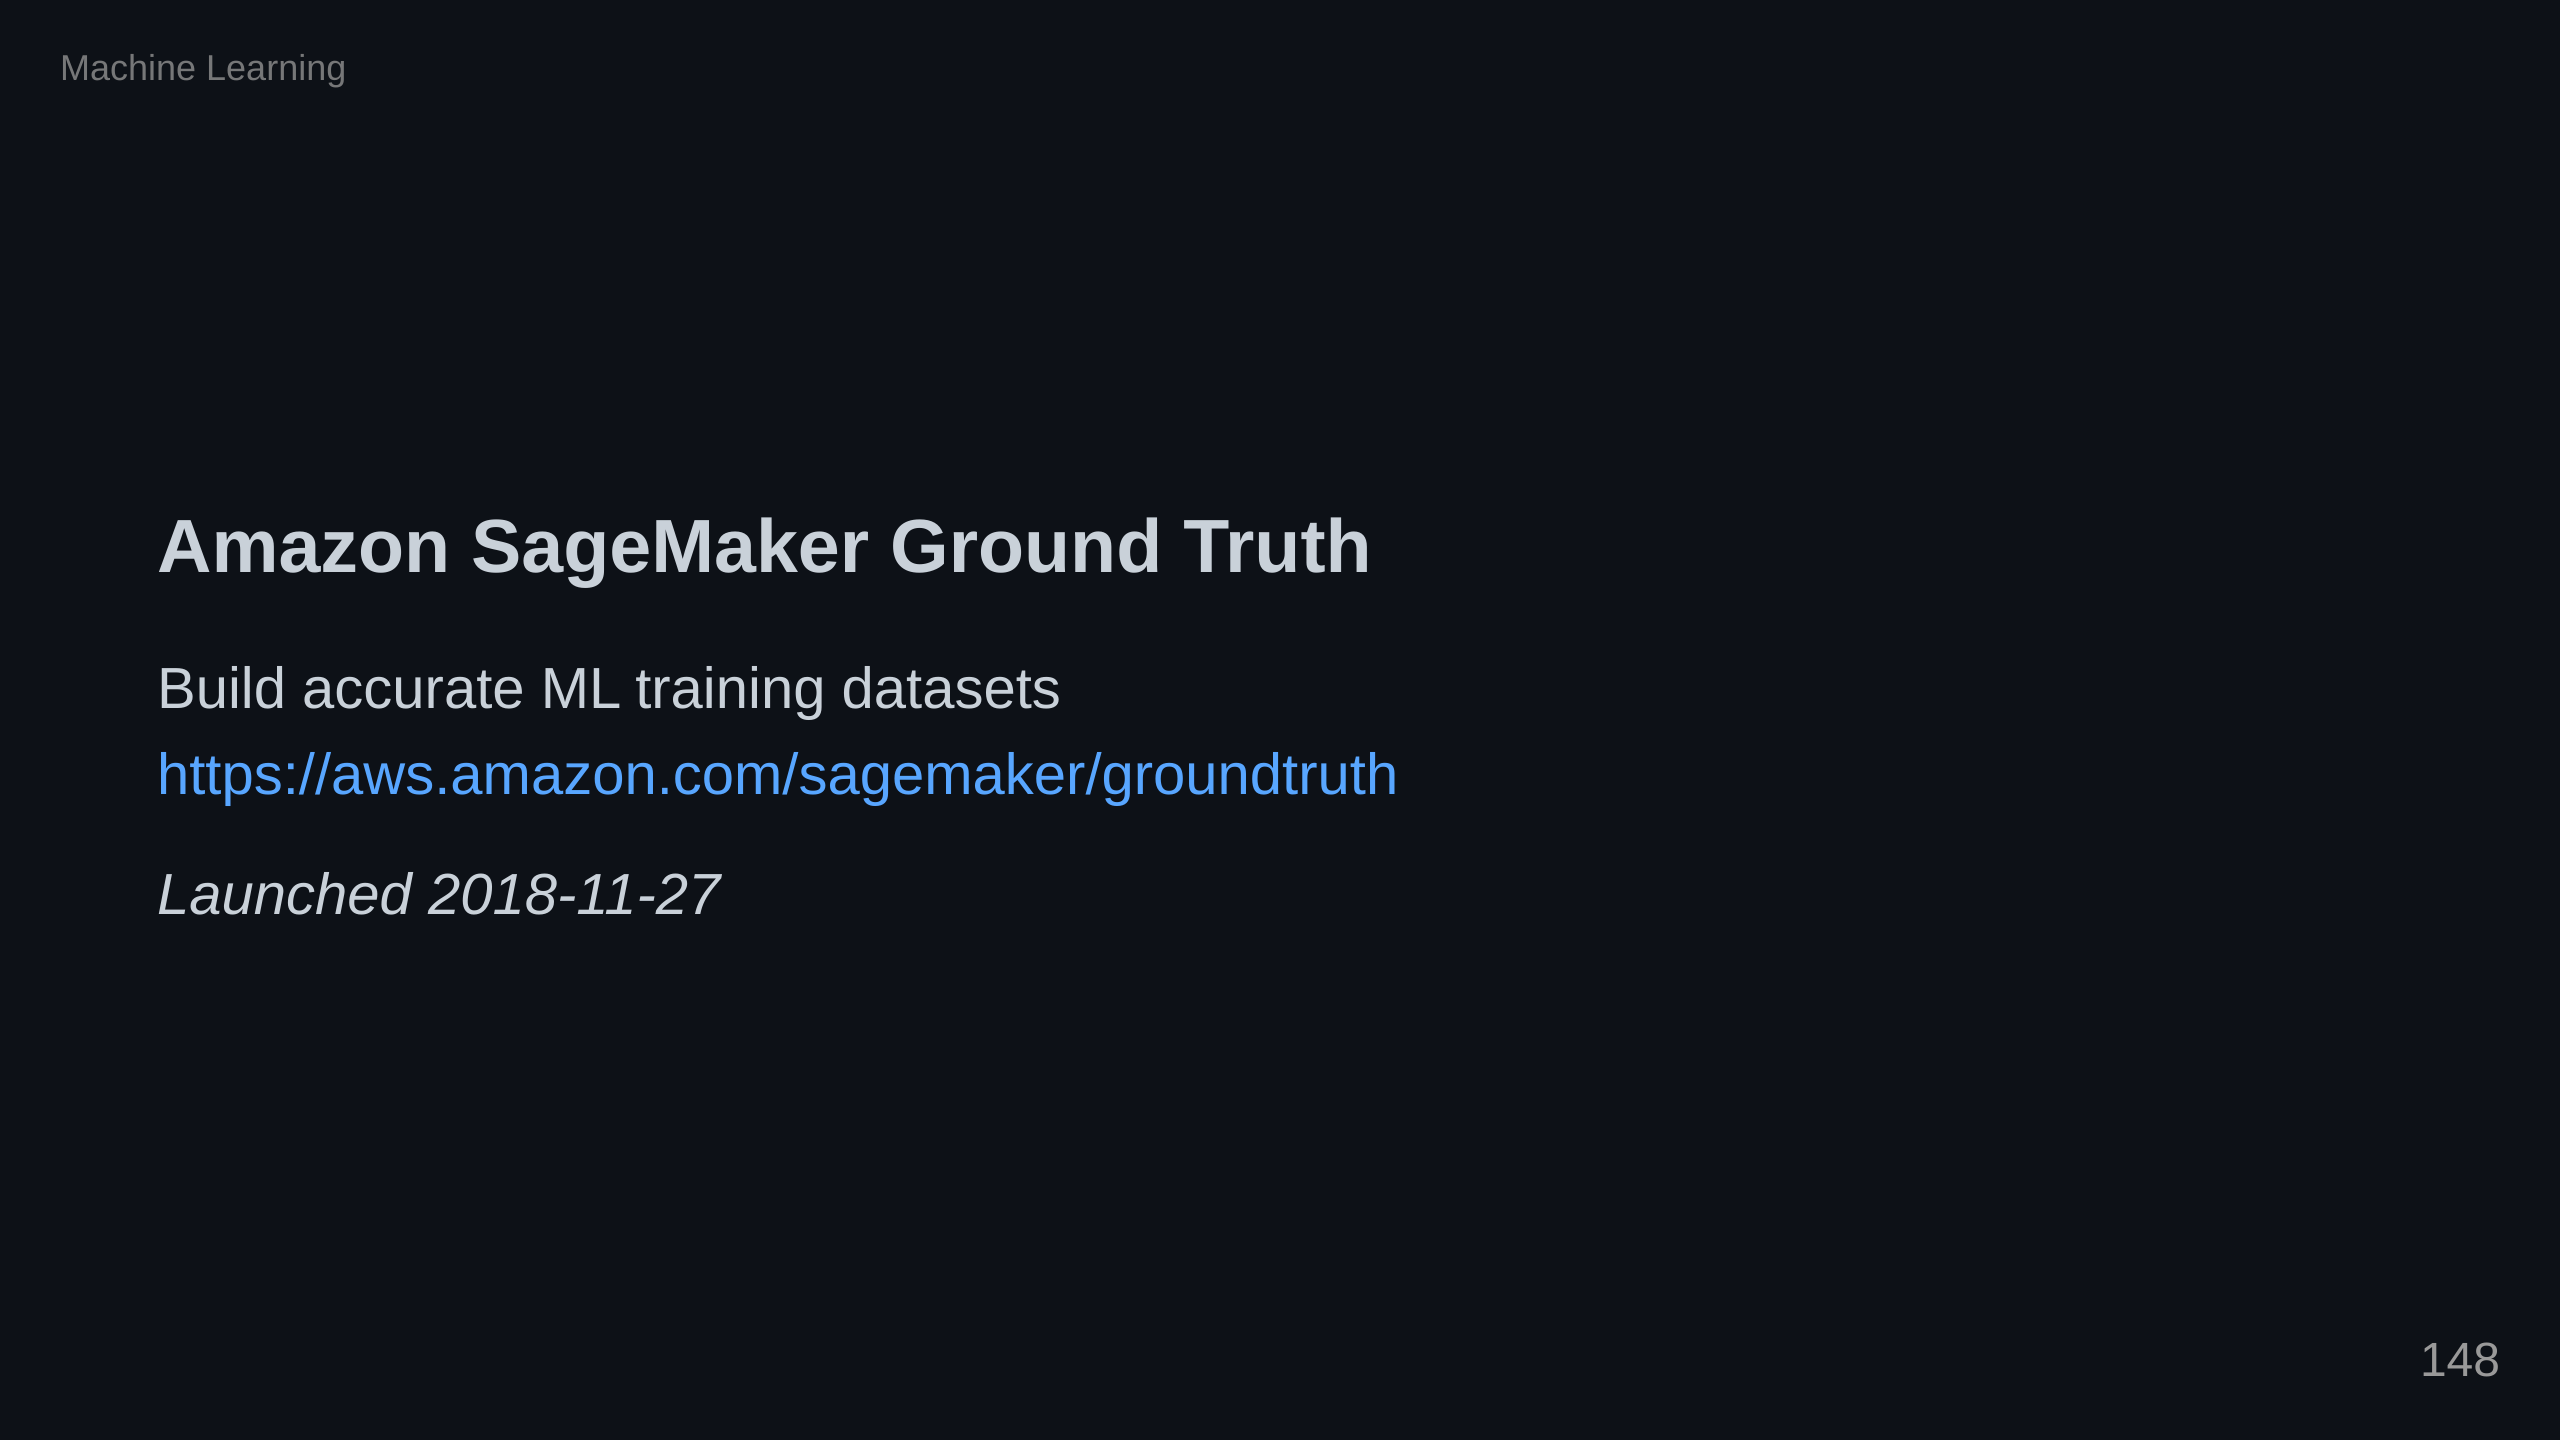 Machine Learning
Amazon SageMaker Ground Truth
Build accurate ML training datasets
https://aws.amazon.com/sagemaker/groundtruth
Launched 2018-11-27
148